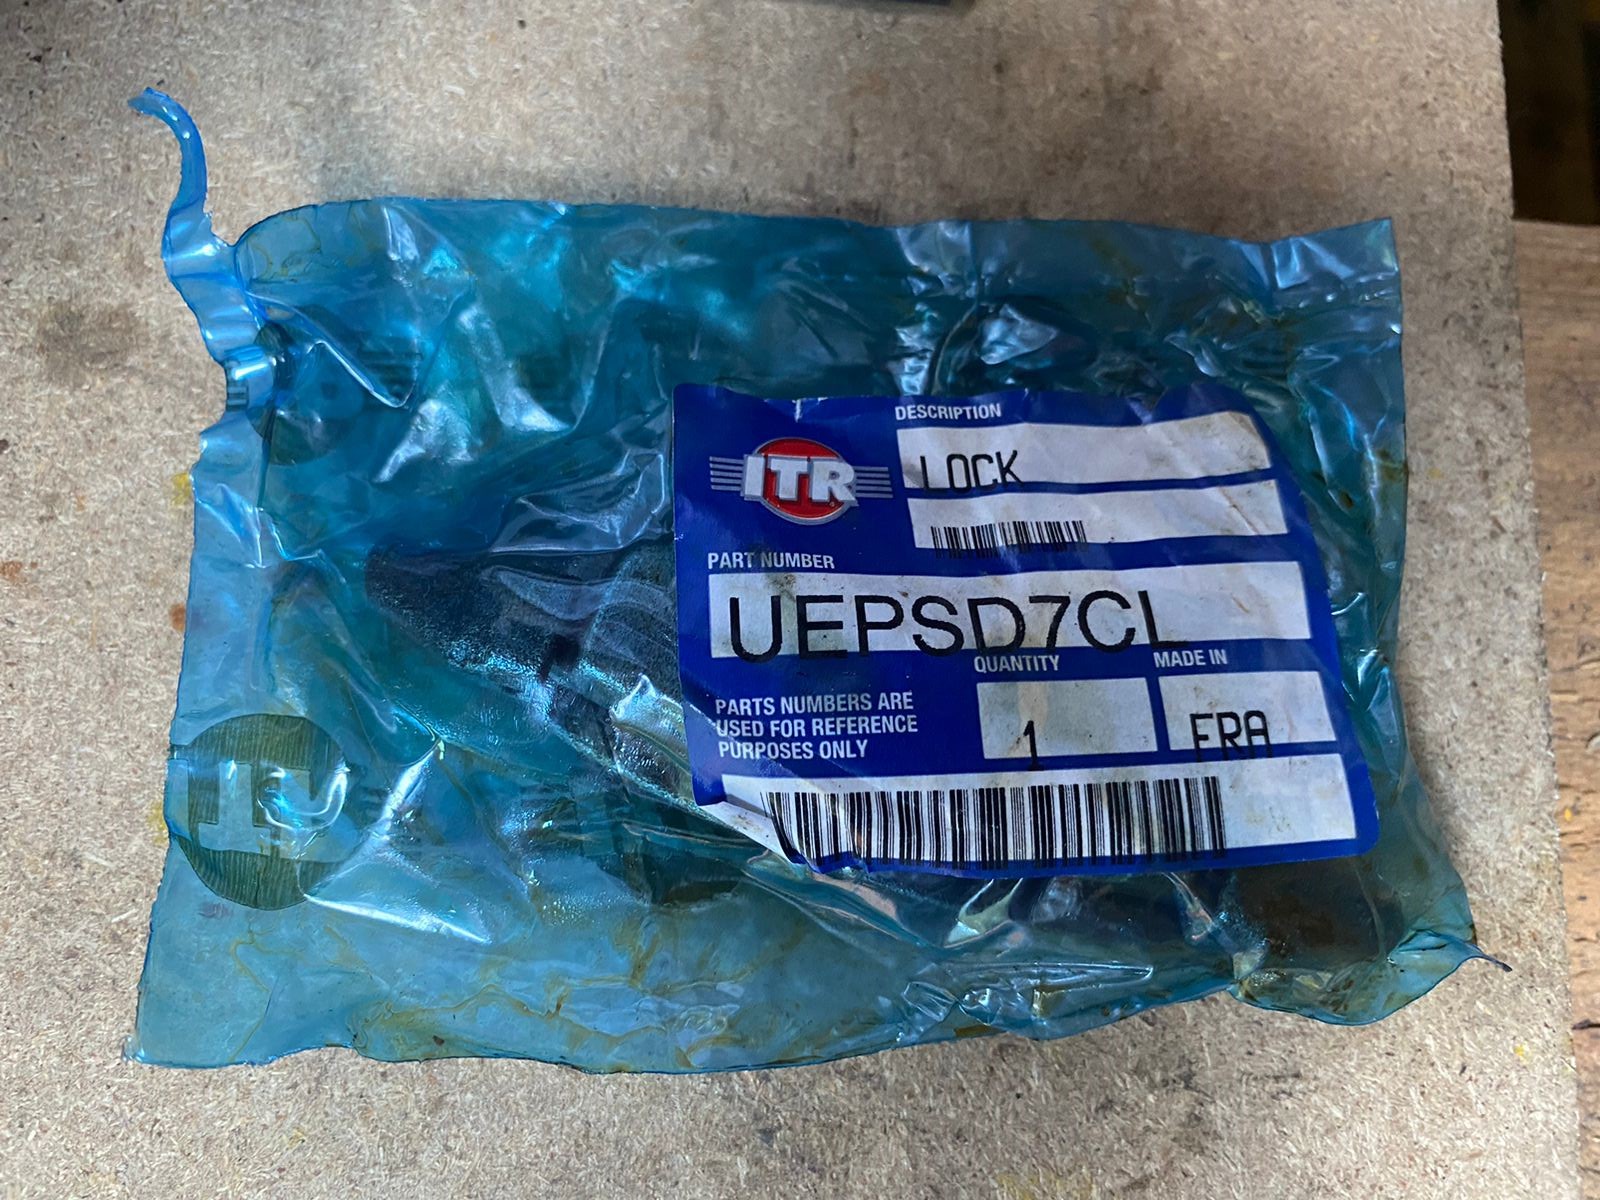 DESCRIPTION
ITR
LOCK
PART NUMBER
UEPSD7CL
QUANTITY
MADE IN
PARTS NUMBERS ARE
USED FOR REFERENCE
PURPOSES ONLY
1
FRA